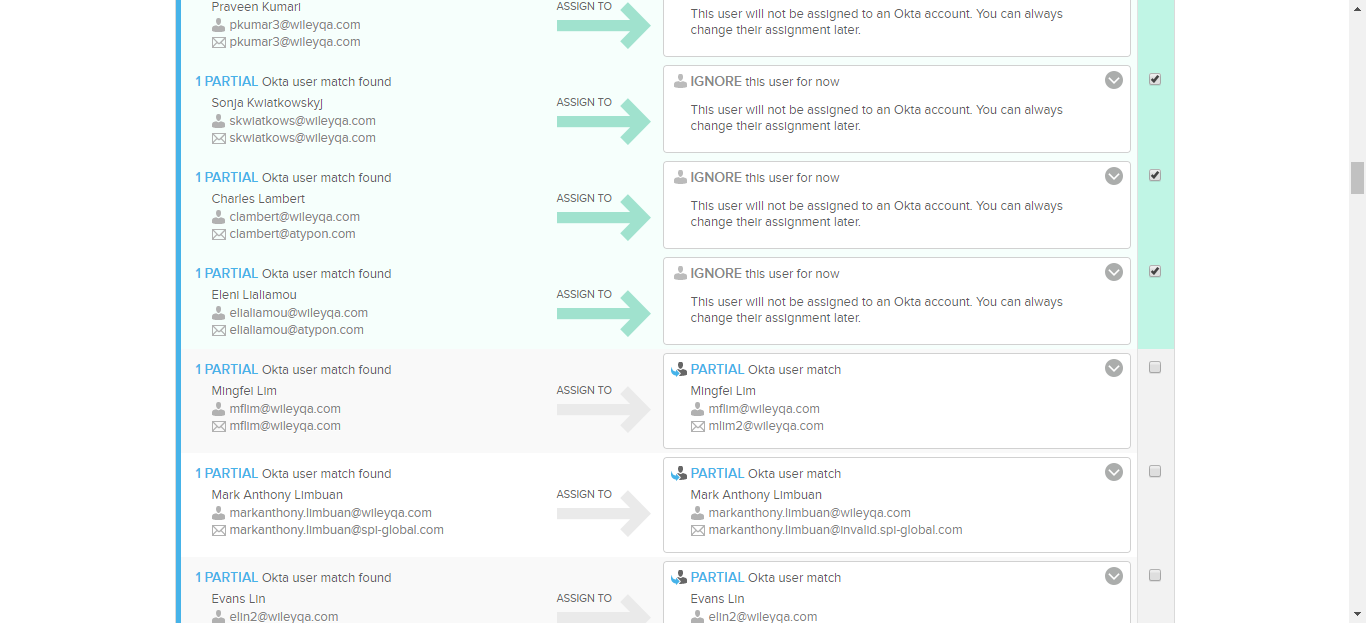 Praveen Kumari
pkumar3@wileyqa.com
pkumar3@wileyqa.com
ASSIGN TO
This user will not be assigned to an Okta account. You can always
change their assignment later.
1 PARTIAL Okta user match found
Sonja Kwiatkowskyj
skwiatkows@wileyqa.com
skwiatkows@wileyqa.com
ASSIGN TO
IGNORE this user for now
This user will not be assigned to an Okta account. You can always
change their assignment later.
1 PARTIAL Okta user match found
Charles Lambert
clambert@wileyqa.com
clambert@atypon.com
ASSIGN TO
IGNORE this user for now
This user will not be assigned to an Okta account. You can always
change their assignment later.
1 PARTIAL Okta user match found
Eleni Lialiamou
elialiamou@wileyqa.com
elialiamou@atypon.com
ASSIGN TO
IGNORE this user for now
This user will not be assigned to an Okta account. You can always
change their assignment later.
1 PARTIAL Okta user match found
Mingfei Lim
mflim@wileyqa.com
mflim@wileyqa.com
ASSIGN TO
PARTIAL Okta user match
Mingfei Lim
mflim@wileyqa.com
mlim2@wileyqa.com
1 PARTIAL Okta user match found
Mark Anthony Limbuan
markanthony.limbuan@wileyqa.com
markanthony.limbuan@spi-global.com
ASSIGN TO
PARTIAL Okta user match
Mark Anthony Limbuan
markanthony.limbuan@wileyqa.com
markanthony.limbuan@invalid.spi-global.com
1 PARTIAL Okta user match found
Evans Lin
elin2@wileyqa.com
ASSIGN TO
PARTIAL Okta user match
Evans Lin
elin2@wileyqa.com